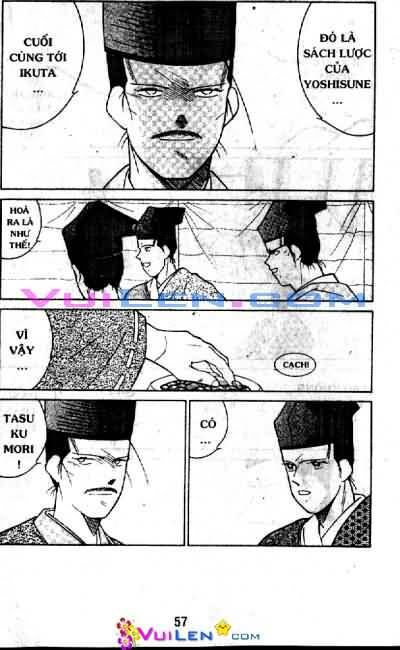 ĐÓ LÀ
SÁCH LƯỢC
CỦA
YOSHISUNE
...
CUỐI
CÙNG TỚI
IKUTA
...
HOÁ
RA LÀ
NHƯ
THẾ!
VUILEN.COM
VÌ
VẬY
...
CẠCH!
TASU
KU
MORI
!
CÓ
...
57
VUILEN
.COM